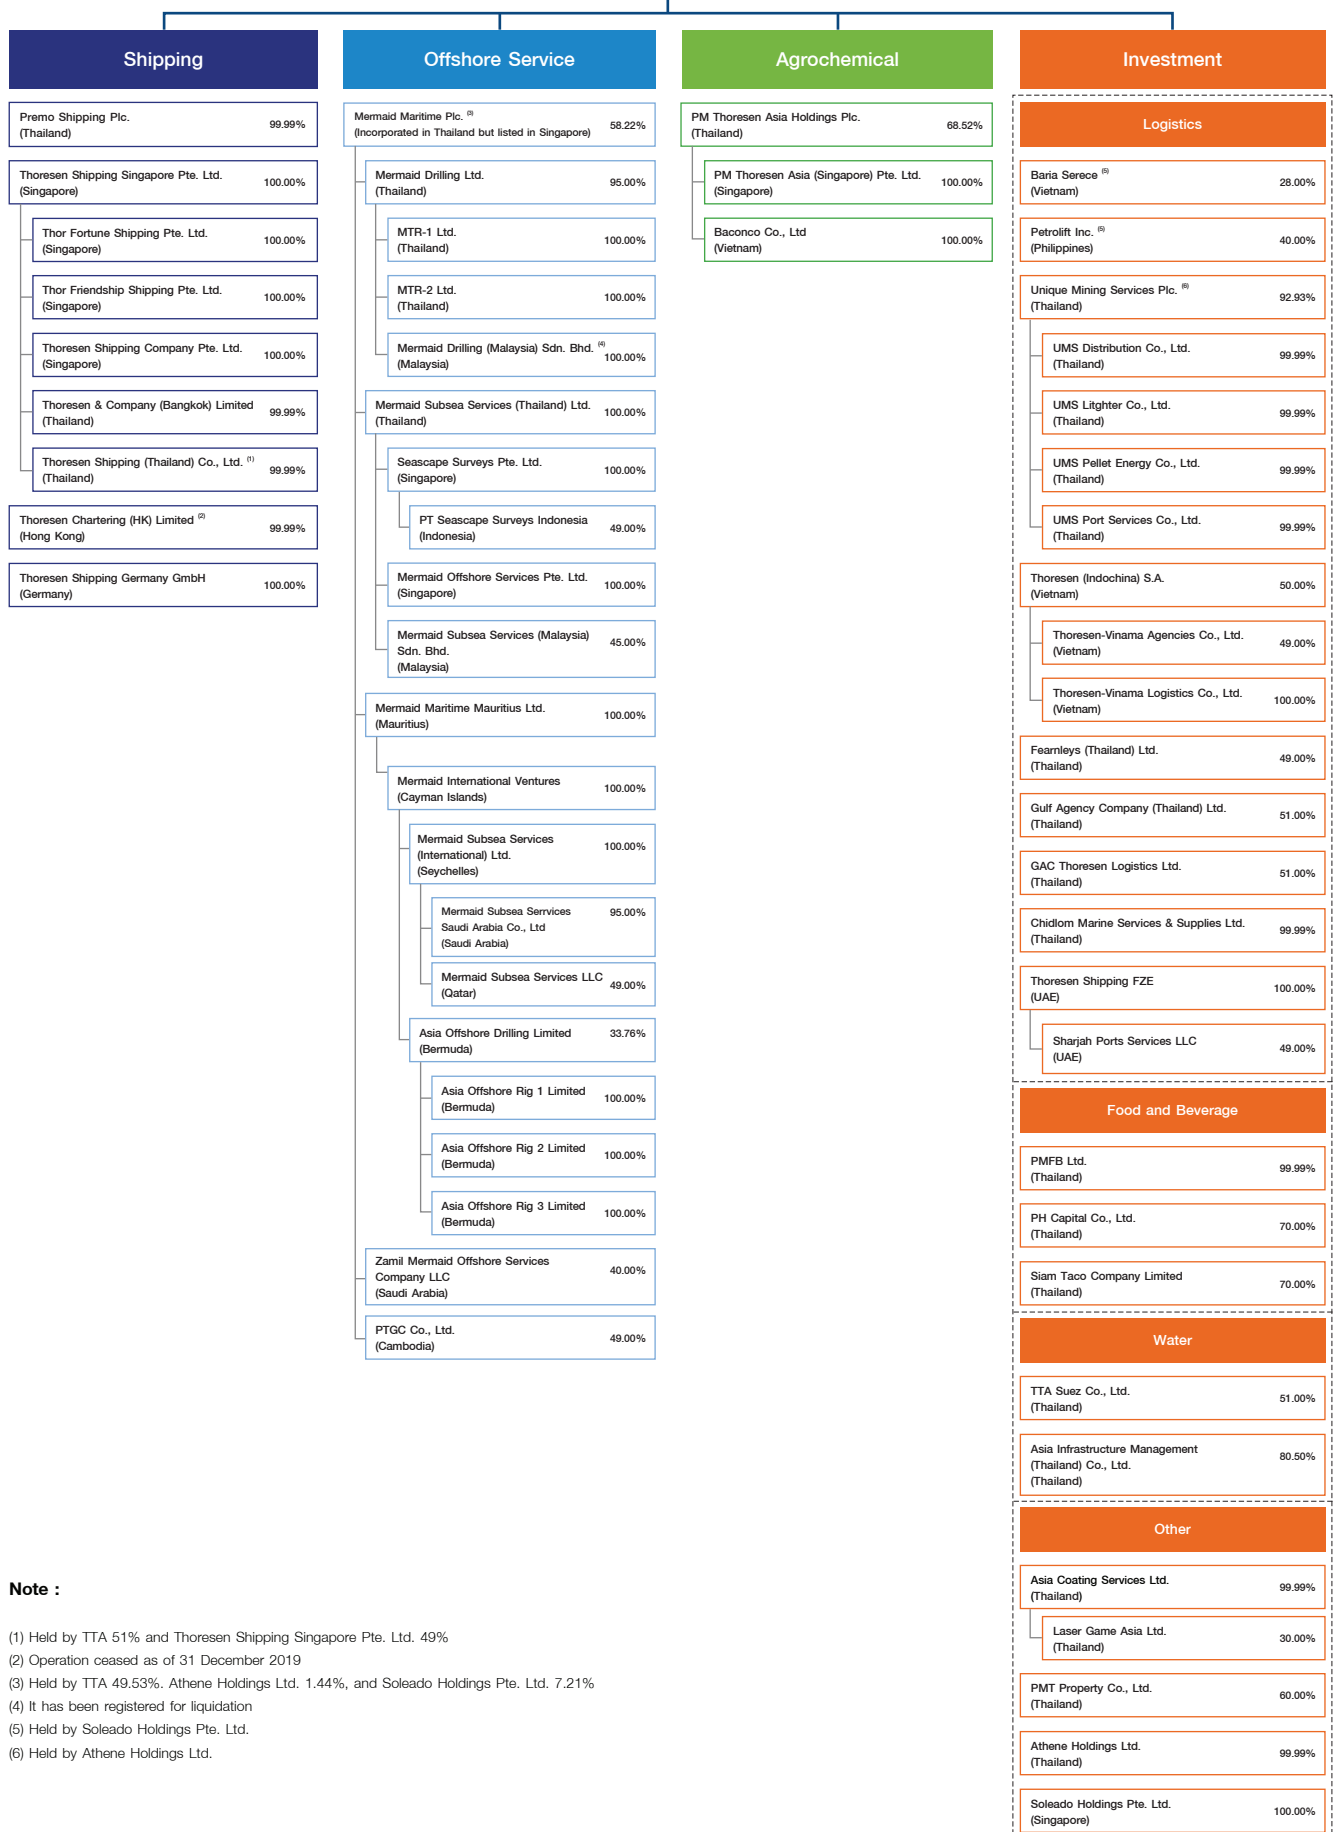 Shipping
Premo Shipping Plc.
(Thailand)
99.99%
Thoresen Shipping Singapore Pte. Ltd.
(Singapore)
100.00%
Thor Fortune Shipping Pte. Ltd.
(Singapore)
100.00%
Thor Friendship Shipping Pte. Ltd.
(Singapore)
100.00%
Thoresen Shipping Company Pte. Ltd.
(Singapore)
100.00%
Thoresen & Company (Bangkok) Limited
(Thailand)
99.99%
Thoresen Shipping (Thailand) Co., Ltd. (1)
(Thailand)
99.99%
Thoresen Chartering (HK) Limited (2)
(Hong Kong)
99.99%
Thoresen Shipping Germany GmbH
(Germany)
100.00%
Offshore Service
Mermaid Maritime Plc. (3)
(Incorporated in Thailand but listed in Singapore)
58.22%
Mermaid Drilling Ltd.
(Thailand)
95.00%
MTR-1 Ltd.
(Thailand)
100.00%
MTR-2 Ltd.
(Thailand)
100.00%
Mermaid Drilling (Malaysia) Sdn. Bhd. (4)
(Malaysia)
100.00%
Mermaid Subsea Services (Thailand) Ltd.
(Thailand)
100.00%
Seascape Surveys Pte. Ltd.
(Singapore)
100.00%
PT Seascape Surveys Indonesia
(Indonesia)
49.00%
Mermaid Offshore Services Pte. Ltd.
(Singapore)
100.00%
Mermaid Subsea Services (Malaysia)
Sdn. Bhd.
(Malaysia)
45.00%
Mermaid Maritime Mauritius Ltd.
(Mauritius)
100.00%
Mermaid International Ventures
(Cayman Islands)
100.00%
Mermaid Subsea Services
(International) Ltd.
(Seychelles)
100.00%
Mermaid Subsea Serrvices
Saudi Arabia Co., Ltd
(Saudi Arabia)
95.00%
Mermaid Subsea Services LLC
(Qatar)
49.00%
Asia Offshore Drilling Limited
(Bermuda)
33.76%
Asia Offshore Rig 1 Limited
(Bermuda)
100.00%
Asia Offshore Rig 2 Limited
(Bermuda)
100.00%
Asia Offshore Rig 3 Limited
(Bermuda)
100.00%
Zamil Mermaid Offshore Services
Company LLC
(Saudi Arabia)
40.00%
PTGC Co., Ltd.
(Cambodia)
49.00%
Agrochemical
PM Thoresen Asia Holdings Plc.
(Thailand)
68.52%
PM Thoresen Asia (Singapore) Pte. Ltd.
(Singapore)
100.00%
Baconco Co., Ltd
(Vietnam)
100.00%
Investment
Logistics
Baria Serece (5)
(Vietnam)
28.00%
Petrolift Inc. (5)
(Philippines)
40.00%
Unique Mining Services Plc. (6)
(Thailand)
92.93%
UMS Distribution Co., Ltd.
(Thailand)
99.99%
UMS Litghter Co., Ltd.
(Thailand)
99.99%
UMS Pellet Energy Co., Ltd.
(Thailand)
99.99%
UMS Port Services Co., Ltd.
(Thailand)
99.99%
Thoresen (Indochina) S.A.
(Vietnam)
50.00%
Thoresen-Vinama Agencies Co., Ltd.
(Vietnam)
49.00%
Thoresen-Vinama Logistics Co., Ltd.
(Vietnam)
100.00%
Fearnleys (Thailand) Ltd.
(Thailand)
49.00%
Gulf Agency Company (Thailand) Ltd.
(Thailand)
51.00%
GAC Thoresen Logistics Ltd.
(Thailand)
51.00%
Chidlom Marine Services & Supplies Ltd.
(Thailand)
99.99%
Thoresen Shipping FZE
(UAE)
100.00%
Sharjah Ports Services LLC
(UAE)
49.00%
Food and Beverage
PMFB Ltd.
(Thailand)
99.99%
PH Capital Co., Ltd.
(Thailand)
70.00%
Siam Taco Company Limited
(Thailand)
70.00%
Water
TTA Suez Co., Ltd.
(Thailand)
51.00%
Asia Infrastructure Management
(Thailand) Co., Ltd.
(Thailand)
80.50%
Other
Asia Coating Services Ltd.
(Thailand)
99.99%
Laser Game Asia Ltd.
(Thailand)
30.00%
PMT Property Co., Ltd.
(Thailand)
60.00%
Athene Holdings Ltd.
(Thailand)
99.99%
Soleado Holdings Pte. Ltd.
(Singapore)
100.00%
Note :
(1) Held by TTA 51% and Thoresen Shipping Singapore Pte. Ltd. 49%
(2) Operation ceased as of 31 December 2019
(3) Held by TTA 49.53%. Athene Holdings Ltd. 1.44%, and Soleado Holdings Pte. Ltd. 7.21%
(4) It has been registered for liquidation
(5) Held by Soleado Holdings Pte. Ltd.
(6) Held by Athene Holdings Ltd.